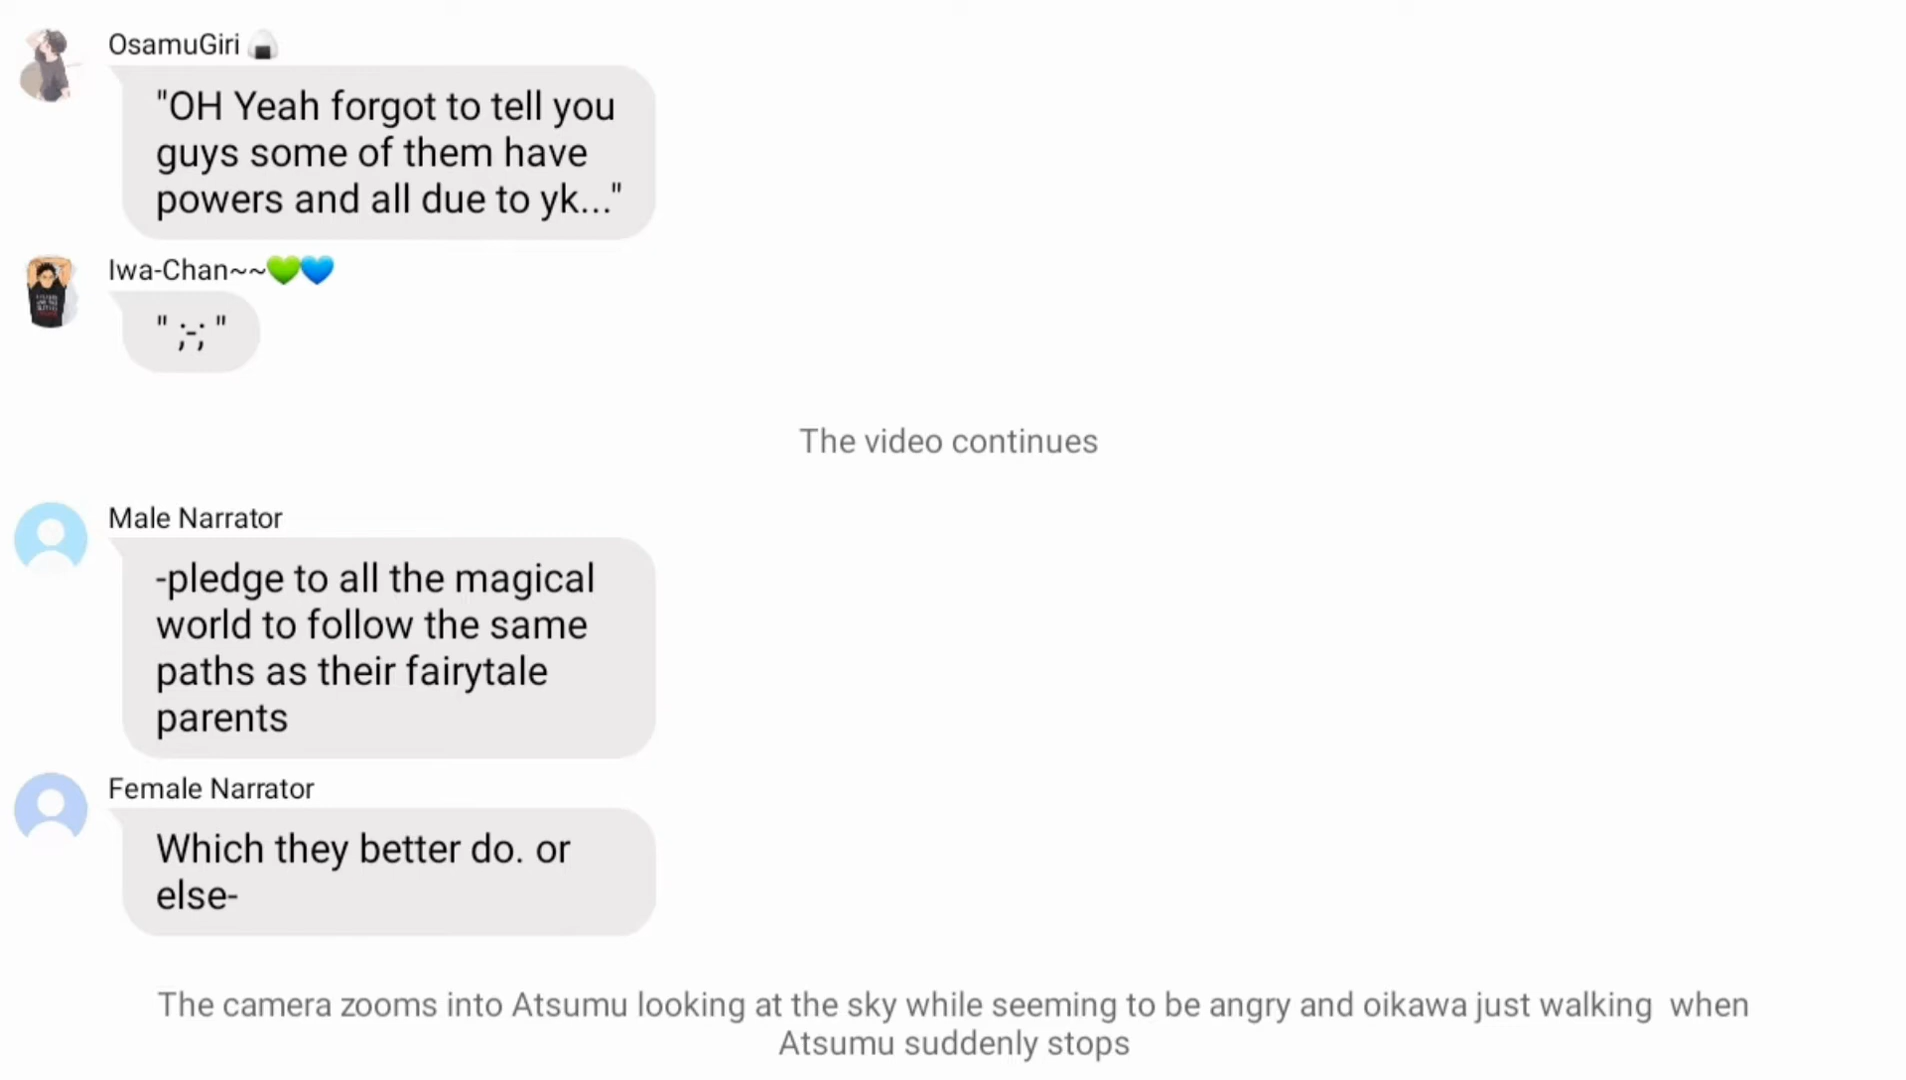 OsamuGiri 🍙
"OH Yeah forgot to tell you
guys some of them have
powers and all due to yk..."
Iwa-Chan~~💚💙
" ;-; "
The video continues
Male Narrator
-pledge to all the magical
world to follow the same
paths as their fairytale
parents
Female Narrator
Which they better do. or
else-
The camera zooms into Atsumu looking at the sky while seeming to be angry and oikawa just walking  when
Atsumu suddenly stops